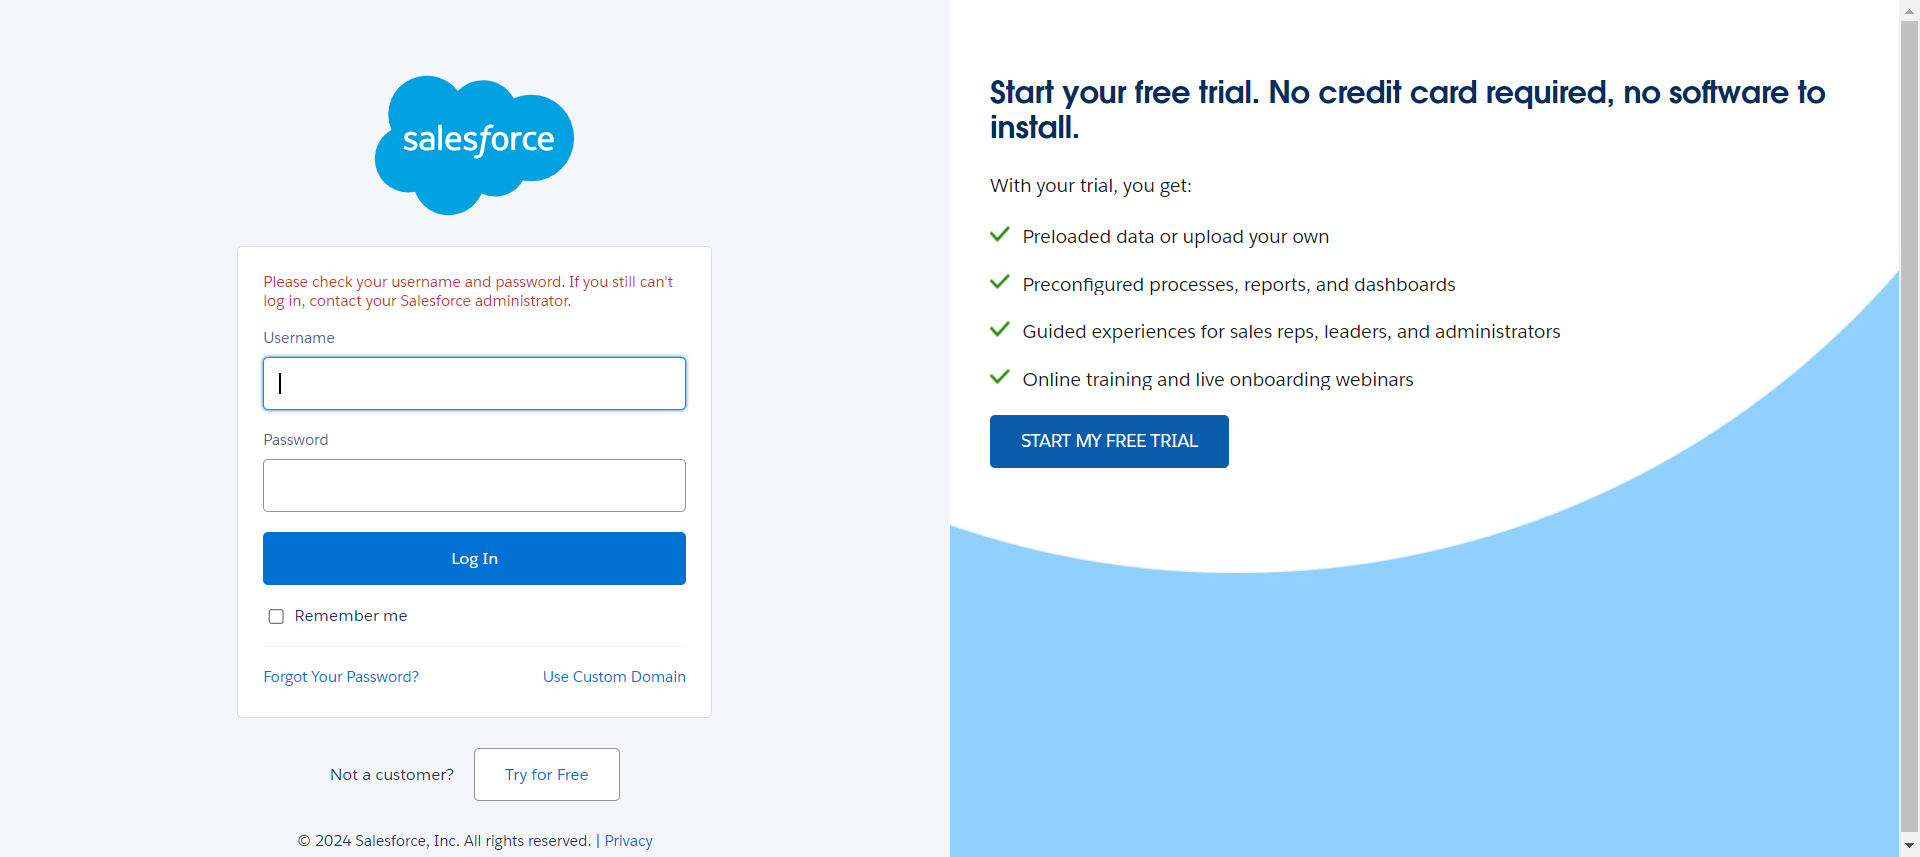 salesforce
Please check your username and password. If you still can't
log in, contact your Salesforce administrator.
Username
Password
Log In
Remember me
Forgot Your Password?
Use Custom Domain
Not a customer?
Try for Free
© 2024 Salesforce, Inc. All rights reserved. | Privacy
Start your free trial. No credit card required, no software to
install.
With your trial, you get:
Preloaded data or upload your own
Preconfigured processes, reports, and dashboards
Guided experiences for sales reps, leaders, and administrators
Online training and live onboarding webinars
START MY FREE TRIAL